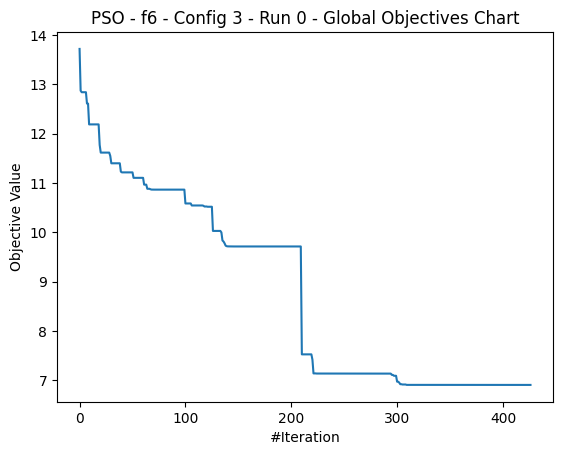 PSO - f6 - Config 3 - Run 0 - Global Objectives Chart
14
13
12
11
10
9
8
7
Objective Value
0 100 200 300 400
#Iteration